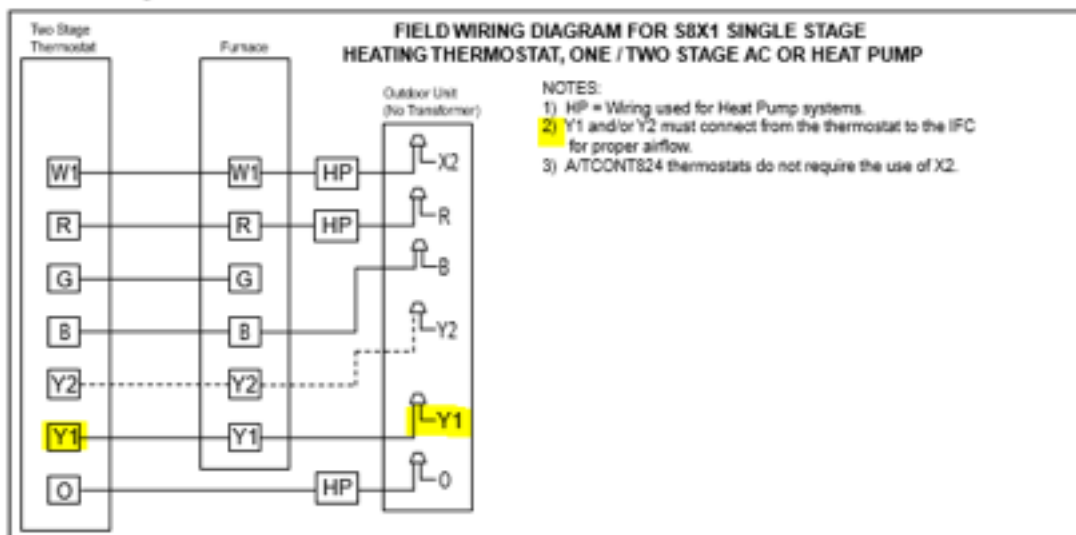 Two Stage
Thermostat
Furnace
FIELD WIRING DIAGRAM FOR S8X1 SINGLE STAGE
HEATING THERMOSTAT, ONE / TWO STAGE AC OR HEAT PUMP
Outdoor Unit
(No Transformer)
NOTES:
1) HP = Wiring used for Heat Pump systems.
2) Y1 and/or Y2 must connect from the thermostat to the IFC
for proper airflow.
3) A/TCONT824 thermostats do not require the use of X2.
W1 W1 HP X2
R R HP R
G G
B B B
Y2 Y2 Y2
Y1 Y1 Y1
O HP O